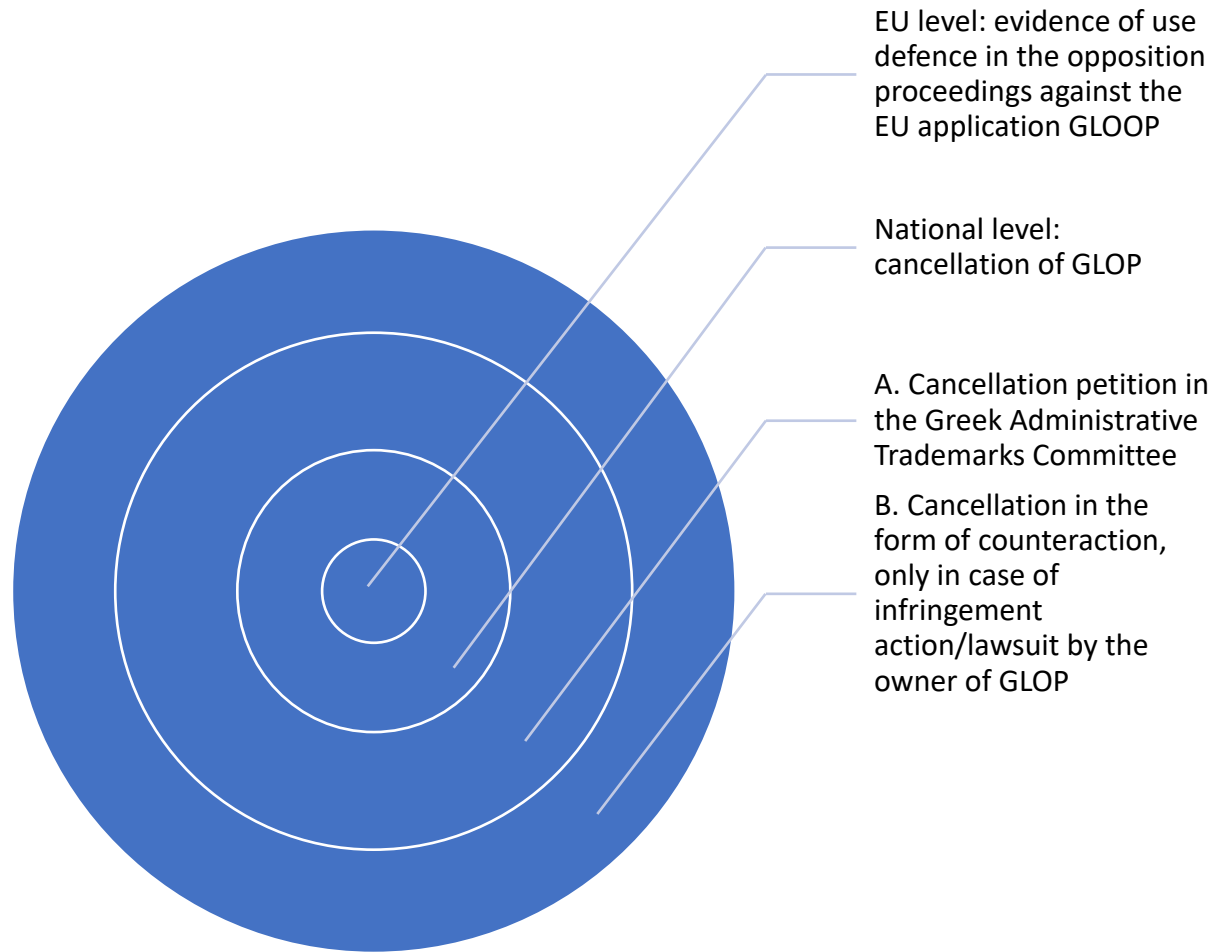 EU level: evidence of use
defence in the opposition
proceedings against the
EU application GLOOP
National level:
cancellation of GLOP
A. Cancellation petition in
the Greek Administrative
Trademarks Committee
B. Cancellation in the
form of counteraction,
only in case of
infringement
action/lawsuit by the
owner of GLOP